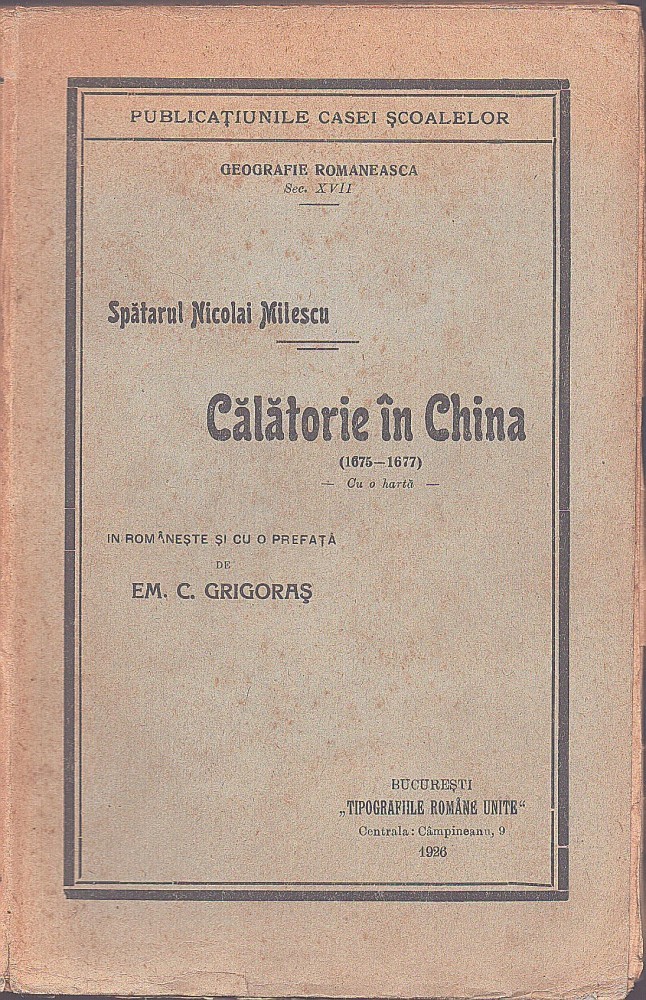 PUBLICAȚIUNILE CASEI ȘCOALELOR
GEOGRAFIE ROMANEASCA
Sec. XVII
Spătarul Nicolai Milescu
Călătorie în China
(1675—1677)
— Cu o hartă —
IN ROMÂNEȘTE ȘI CU O PREFAȚĂ
DE
EM. C. GRIGORAȘ
BUCUREȘTI
„TIPOGRAFIILE ROMÂNE UNITE“
Centrala: Câmpineanu, 9
1926